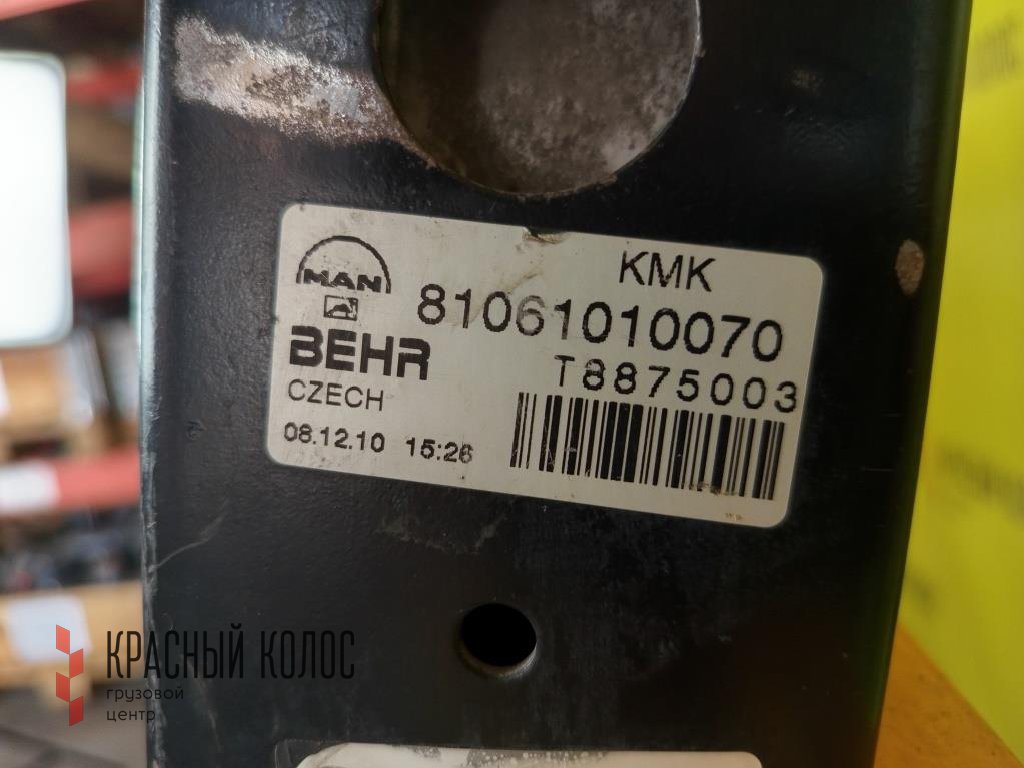 KMK
MAN
81061010070
BEHR
T8875003
CZECH
08.12.10 15:26
КРАСНЫЙ КОЛОС
грузовой
центр